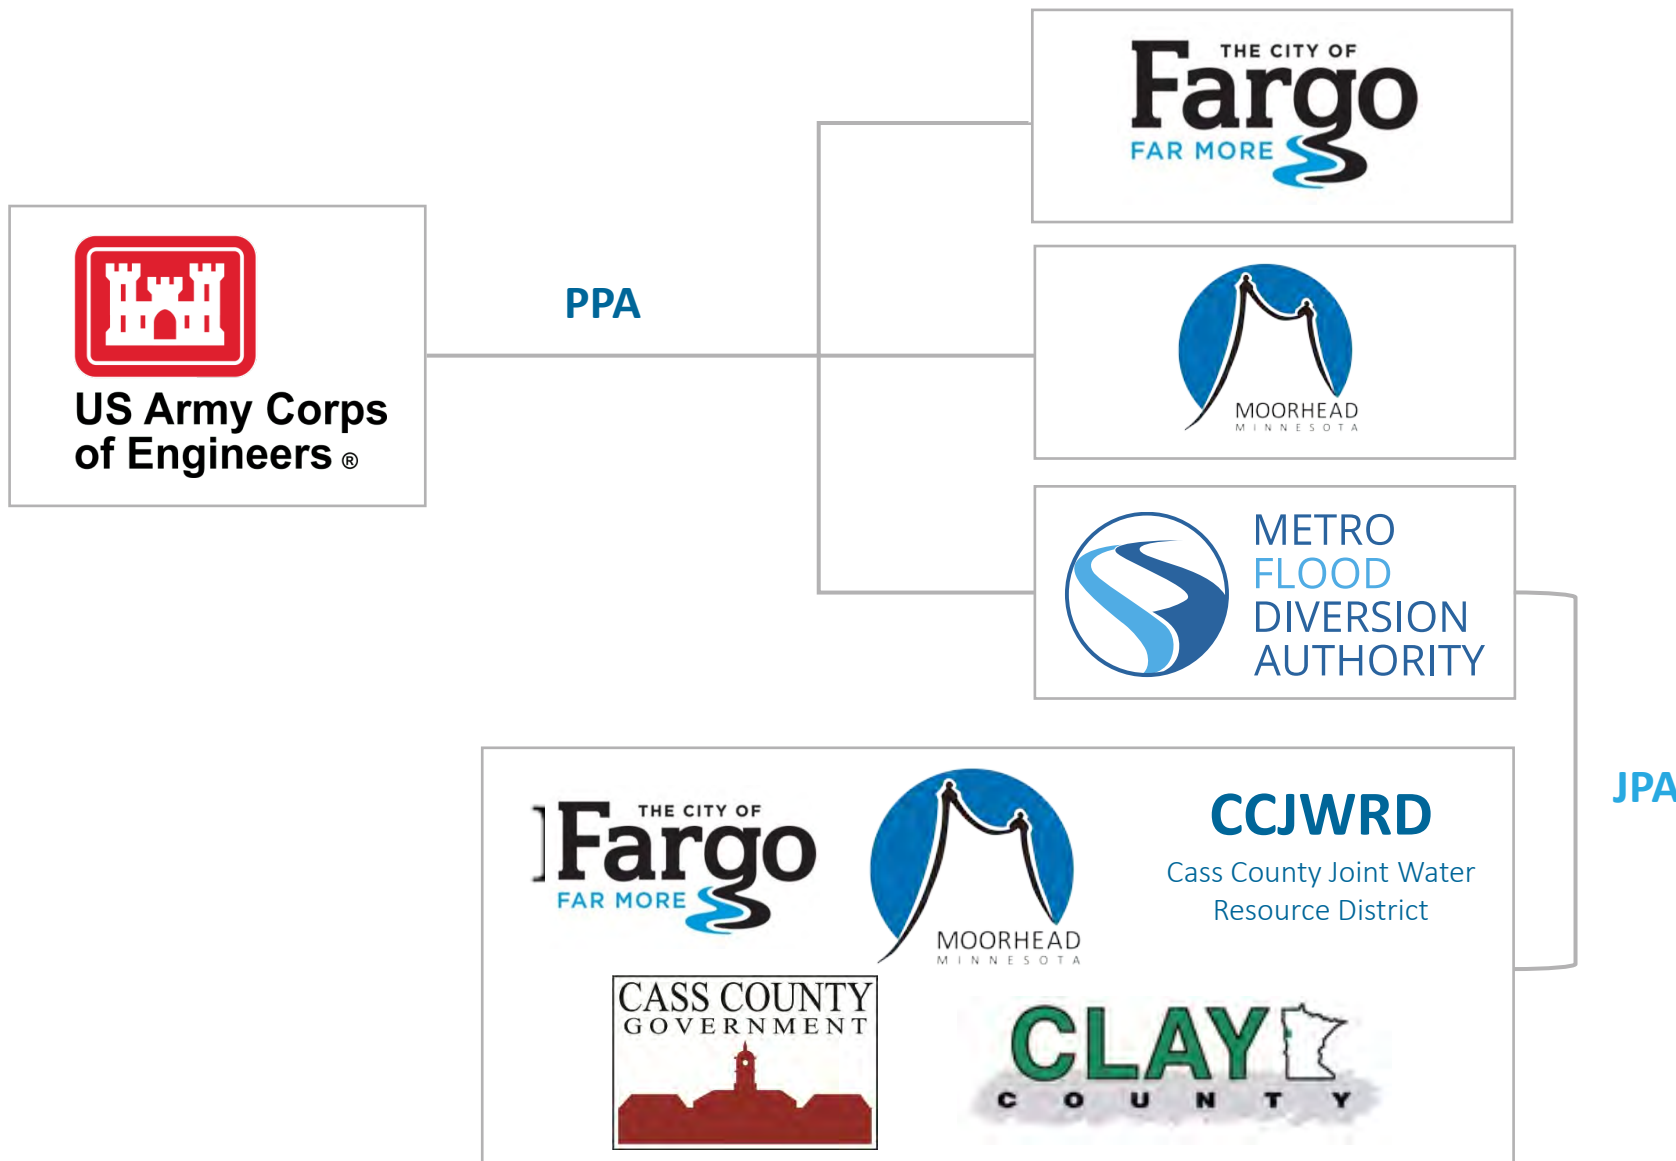 THE CITY OF
Fargo
FAR MORE
US Army Corps
of Engineers ®
PPA
MOORHEAD
MINNESOTA
METRO
FLOOD
DIVERSION
AUTHORITY
JPA
THE CITY OF
Fargo
FAR MORE
MOORHEAD
MINNESOTA
CCJWRD
Cass County Joint Water
Resource District
CASS COUNTY
GOVERNMENT
CLAY
COUNTY